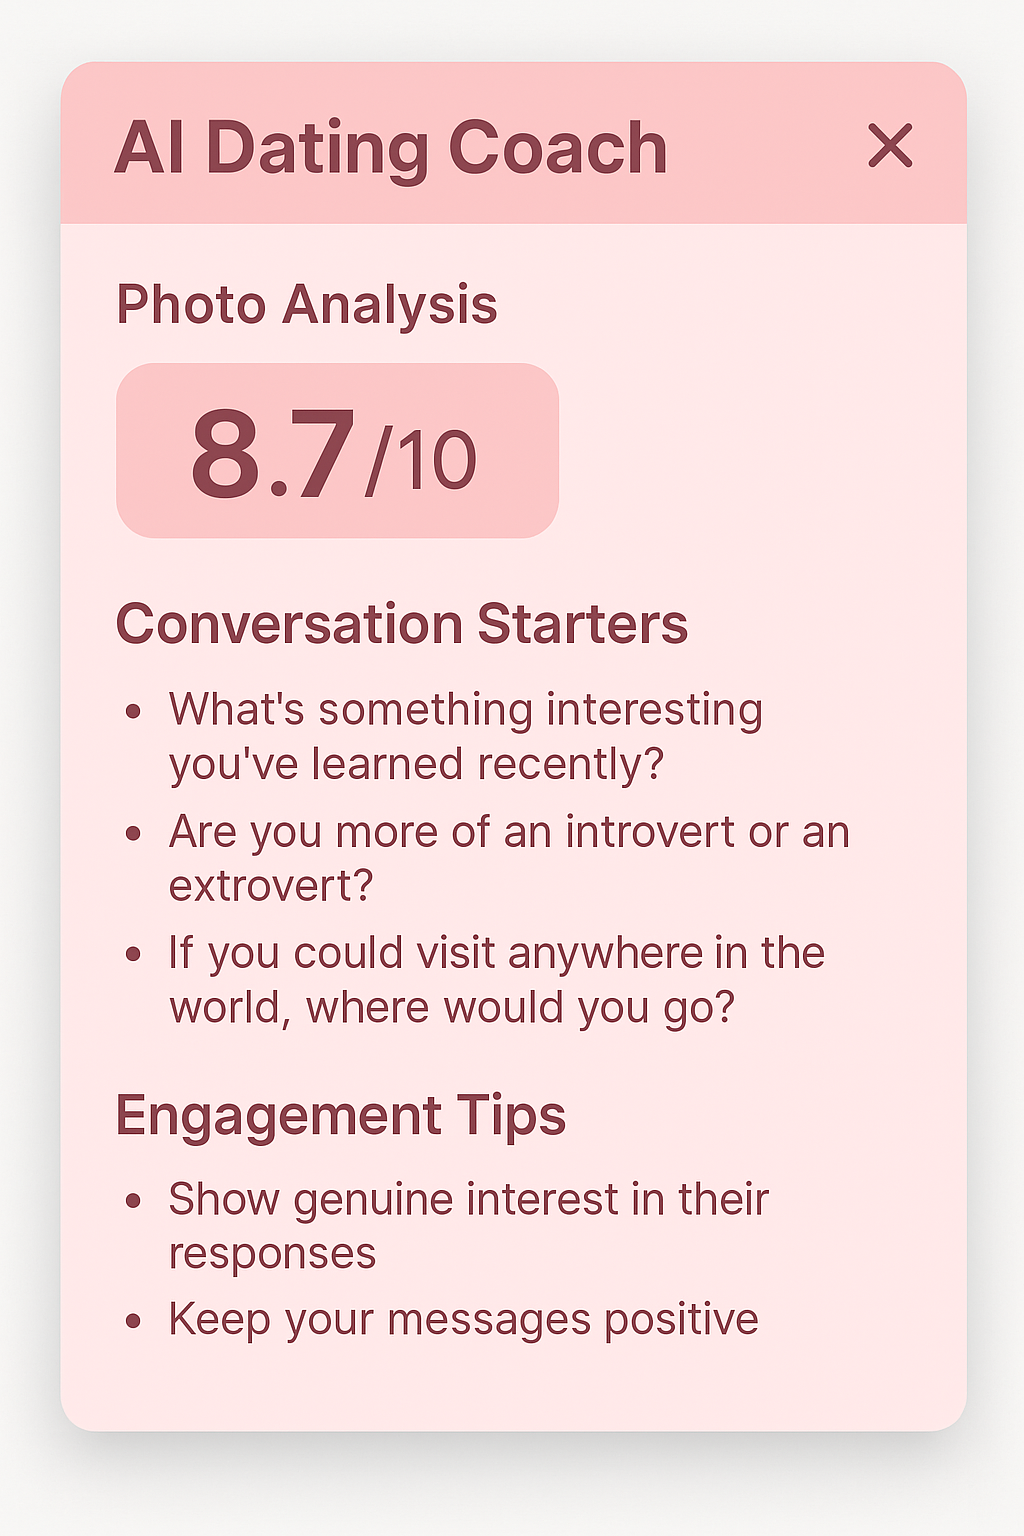 AI Dating Coach
Photo Analysis
8.7/10
Conversation Starters
• What's something interesting
you've learned recently?
• Are you more of an introvert or an
extrovert?
• If you could visit anywhere in the
world, where would you go?
Engagement Tips
• Show genuine interest in their
responses
• Keep your messages positive